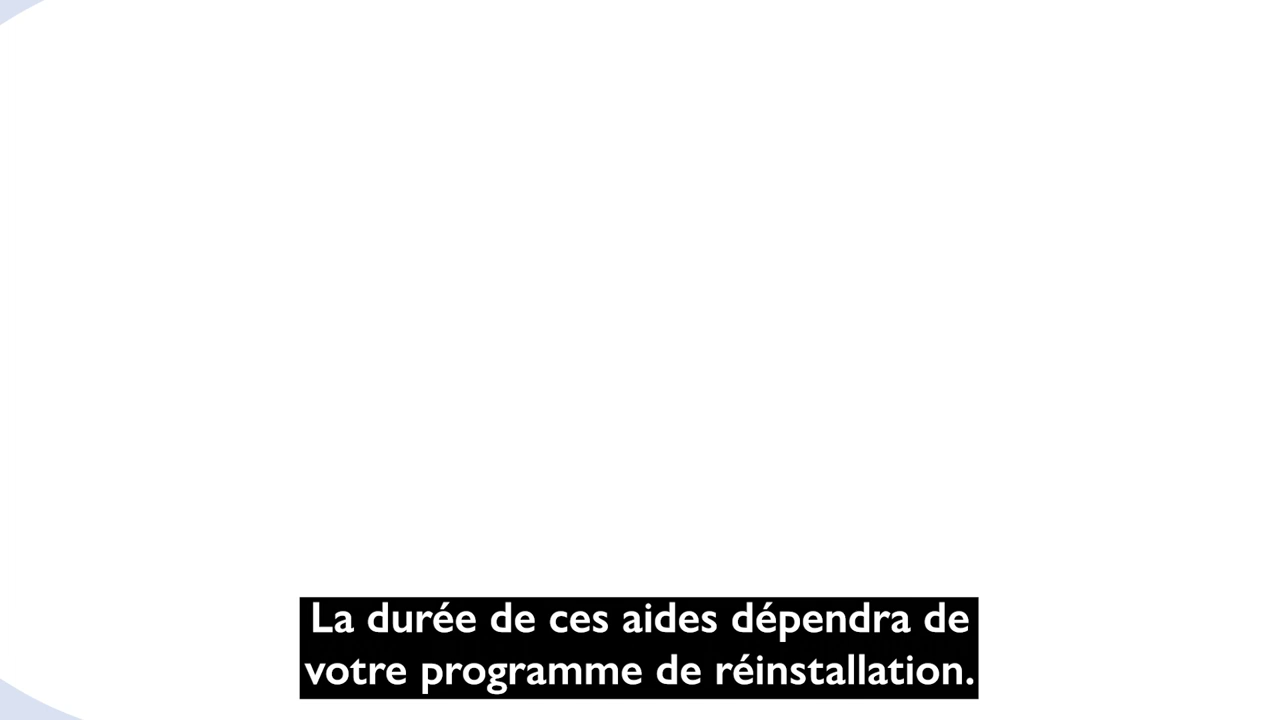 La durée de ces aides dépendra de
votre programme de réinstallation.